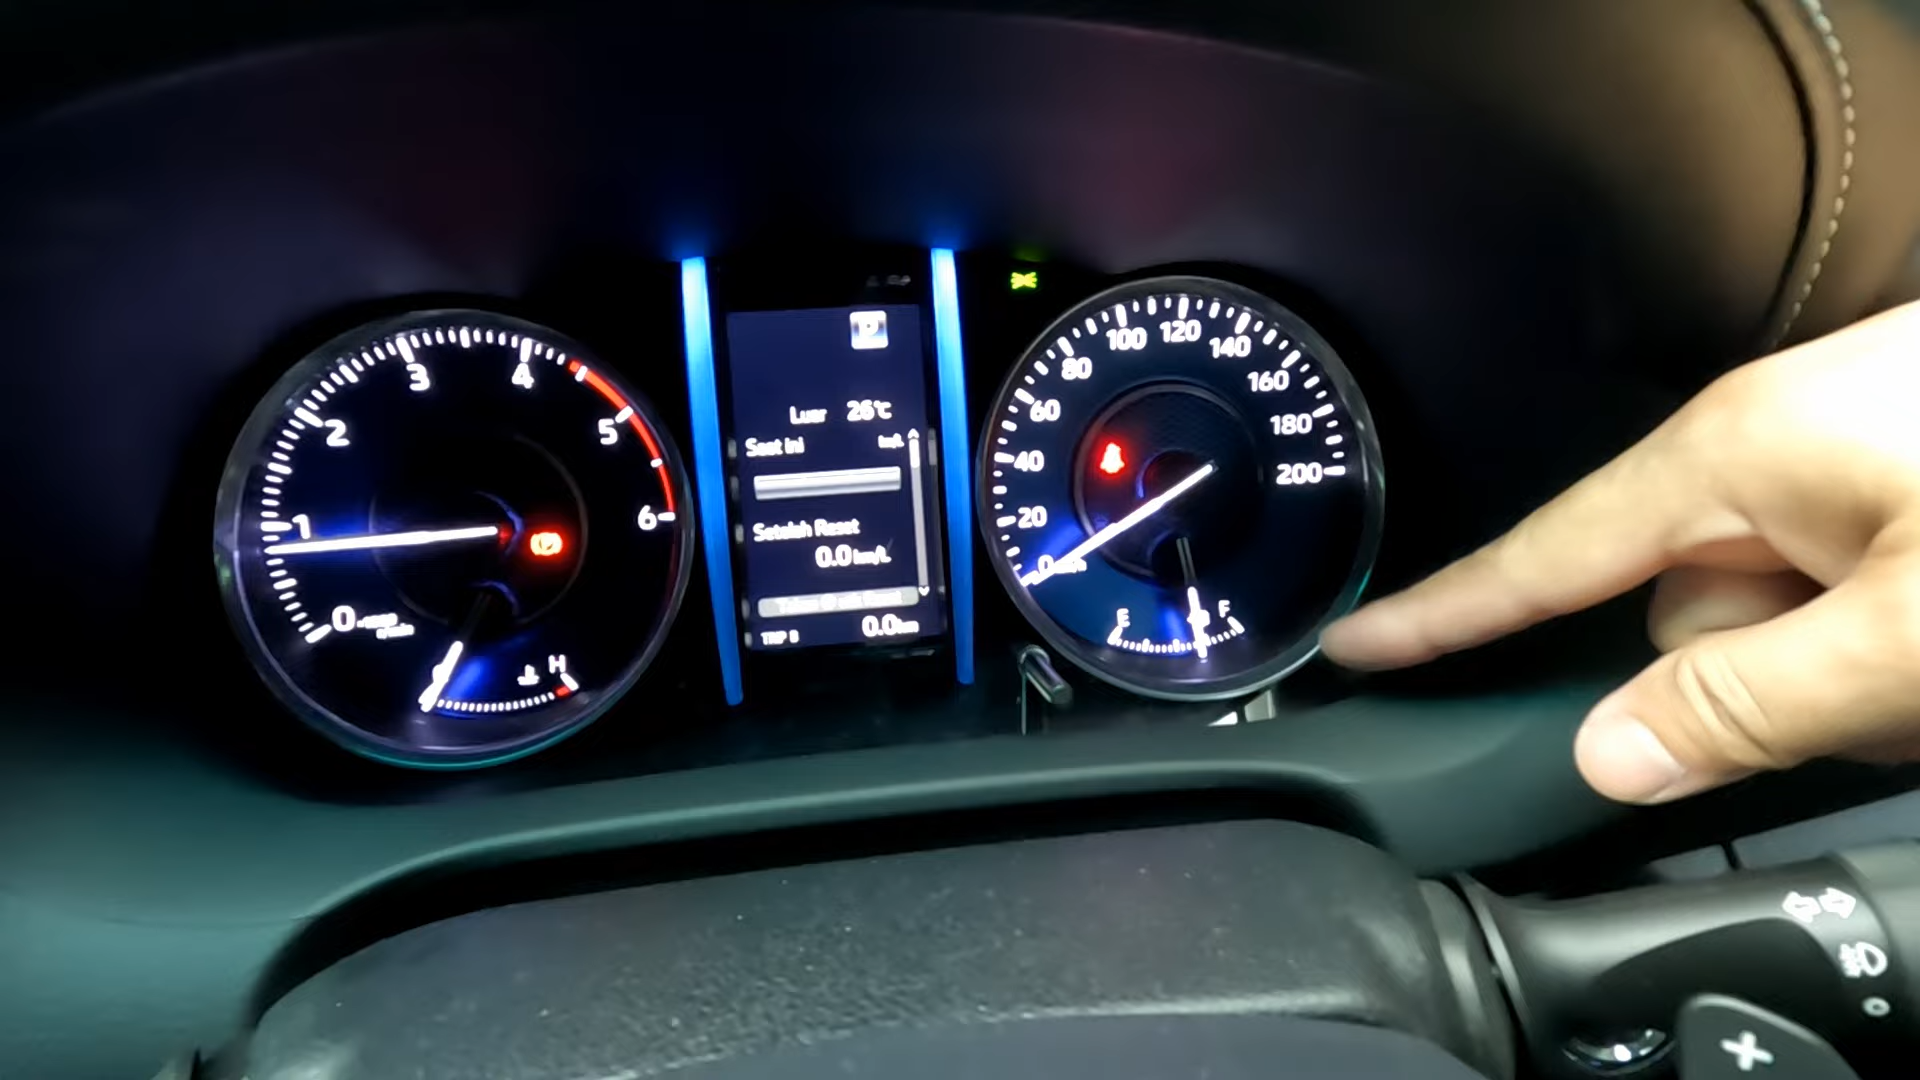 P
Luar 26°C
Saat ini km/L
Setelah Reset
0.0 km/L
TRIP B 0.0 km
0 1 2 3 4 5 6
H
0 20 40 60 80 100 120 140 160 180 200
E F